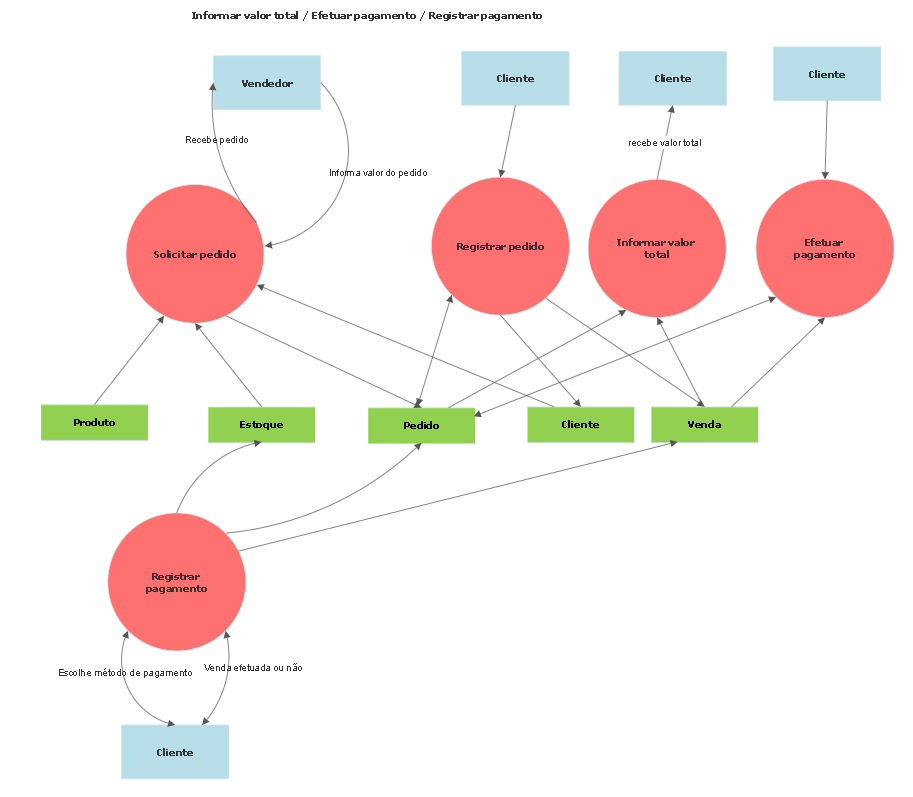 Informar valor total / Efetuar pagamento / Registrar pagamento
Vendedor
Cliente
Cliente
Cliente
Recebe pedido
Informa valor do pedido
recebe valor total
Solicitar pedido
Registrar pedido
Informar valor
total
Efetuar
pagamento
Produto
Estoque
Pedido
Cliente
Venda
Registrar
pagamento
Escolhe método de pagamento
Venda efetuada ou não
Cliente